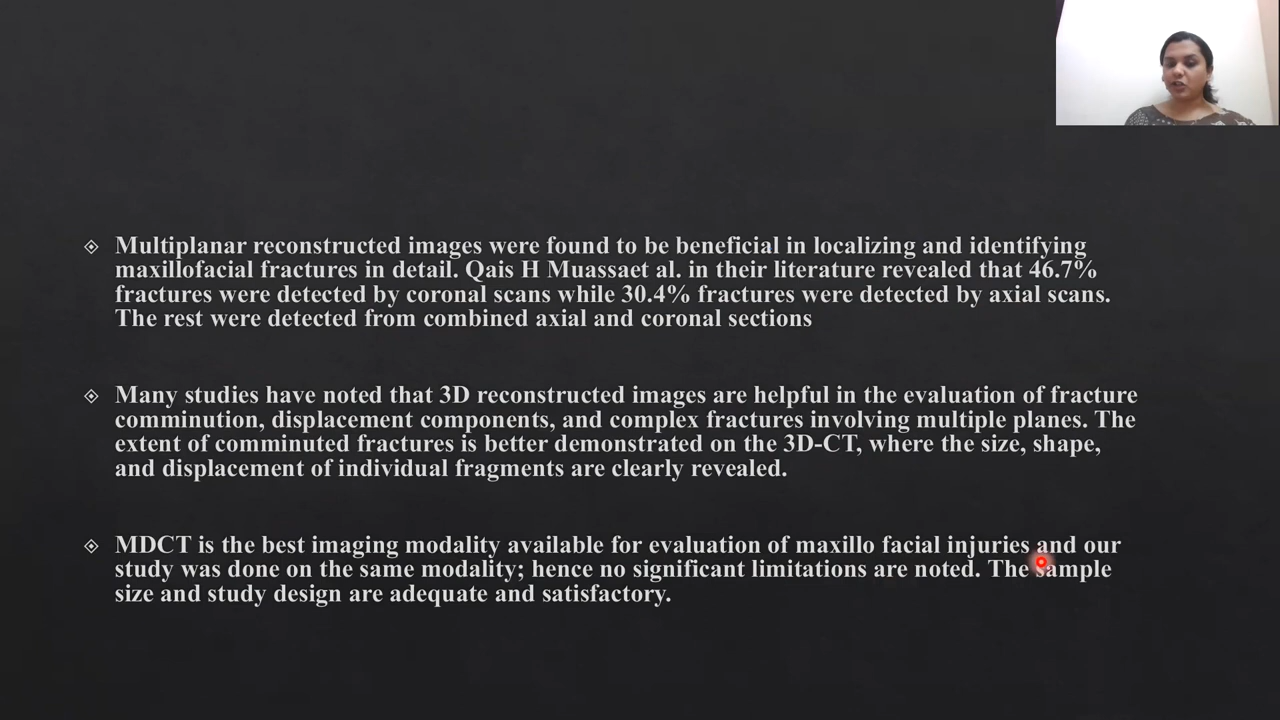 Multiplanar reconstructed images were found to be beneficial in localizing and identifying
maxillofacial fractures in detail. Qais H Muassaet al. in their literature revealed that 46.7%
fractures were detected by coronal scans while 30.4% fractures were detected by axial scans.
The rest were detected from combined axial and coronal sections
Many studies have noted that 3D reconstructed images are helpful in the evaluation of fracture
comminution, displacement components, and complex fractures involving multiple planes. The
extent of comminuted fractures is better demonstrated on the 3D-CT, where the size, shape,
and displacement of individual fragments are clearly revealed.
MDCT is the best imaging modality available for evaluation of maxillo facial injuries and our
study was done on the same modality; hence no significant limitations are noted. The sample
size and study design are adequate and satisfactory.